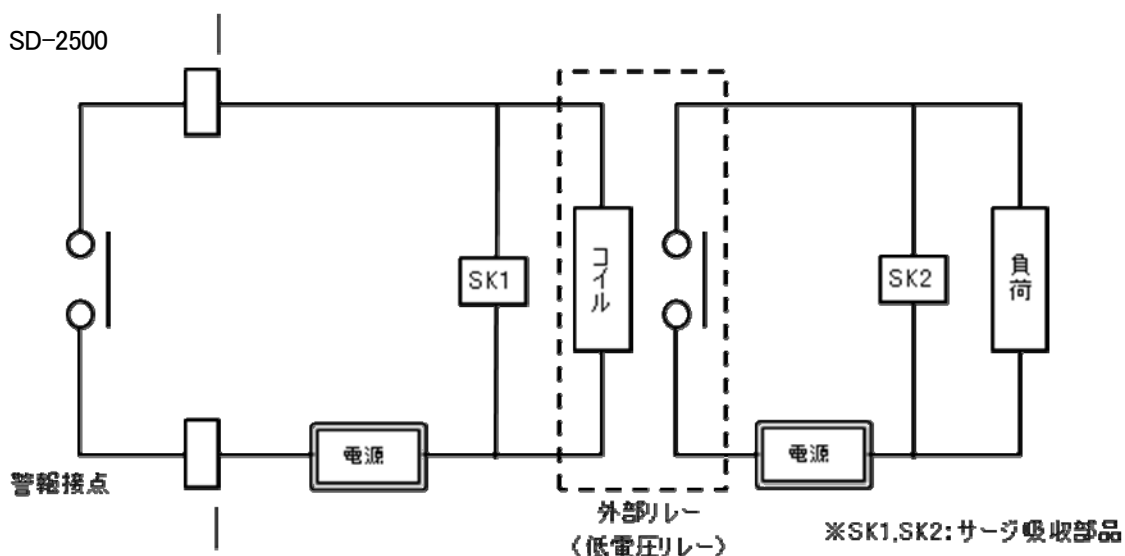 SD-2500
SK1
コイル
SK2
負荷
電源
電源
警報接点
外部リレー
(低電圧リレー)
※SK1,SK2:サージ吸収部品